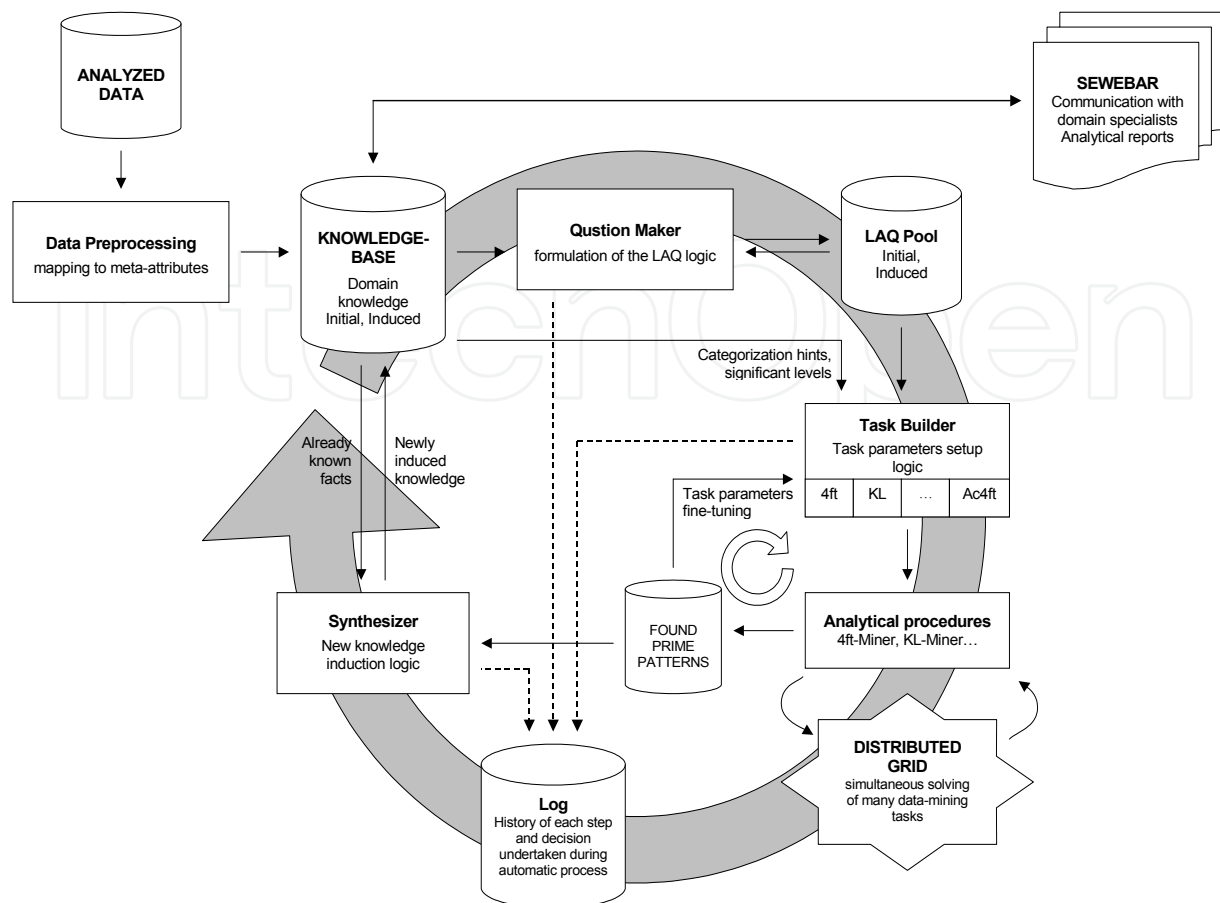 ANALYZED
DATA
SEWEBAR
Communication with
domain specialists
Analytical reports
Data Preprocessing
mapping to meta-attributes
KNOWLEDGE-
BASE
Domain
knowledge
Initial, Induced
Qustion Maker
formulation of the LAQ logic
LAQ Pool
Initial,
Induced
Categorization hints,
significant levels
Already
known
facts
Newly
induced
knowledge
Task Builder
Task parameters setup
logic
4ft
KL
…
Ac4ft
Task parameters
fine-tuning
Synthesizer
New knowledge
induction logic
FOUND
PRIME
PATTERNS
Analytical procedures
4ft-Miner, KL-Miner…
DISTRIBUTED
GRID
simultaneous solving
of many data-mining
tasks
Log
History of each step
and decision
undertaken during
automatic process
IntechOpen